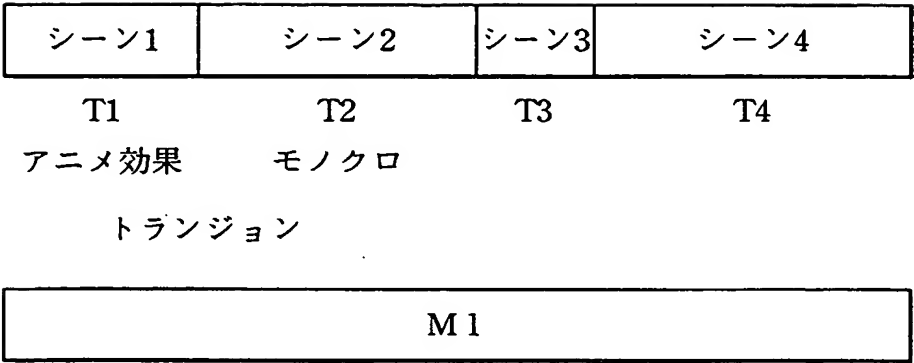 シーン1 シーン2 シーン3 シーン4
T1 T2 T3 T4
アニメ効果 モノクロ
トランジョン
M 1